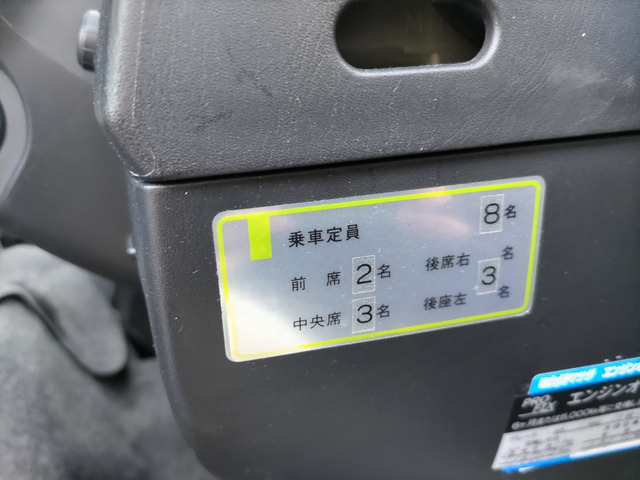 乗車定員 8名
前席 2名 後席右 名
3
中央席 3名 後座左 名
エンジンオ